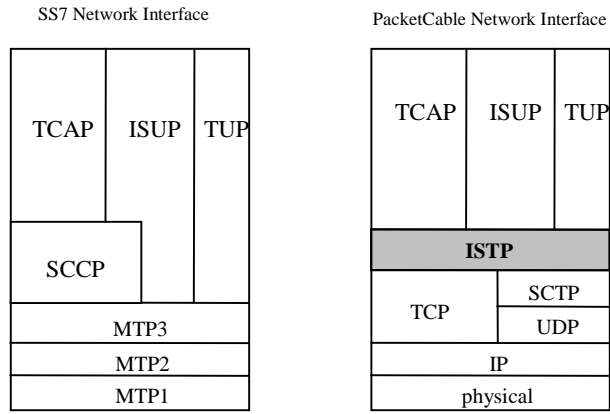 SS7 Network Interface
TCAP ISUP TUP
SCCP
MTP3
MTP2
MTP1
PacketCable Network Interface
TCAP ISUP TUP
ISTP
TCP
SCTP
UDP
IP
physical